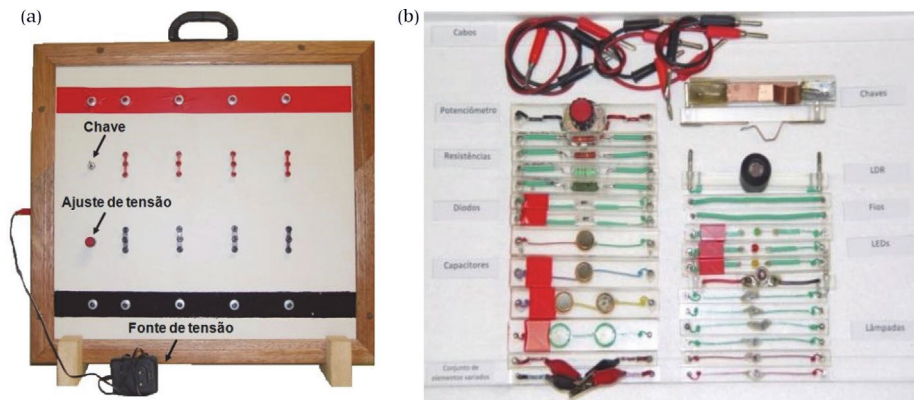 (a)
Chave
Ajuste de tensão
Fonte de tensão
(b)
Cabos
Potenciômetro
Resistências
Diodos
Capacitores
Conjunto de
elementos variados
Chaves
LDR
Fios
LEDs
Lâmpadas